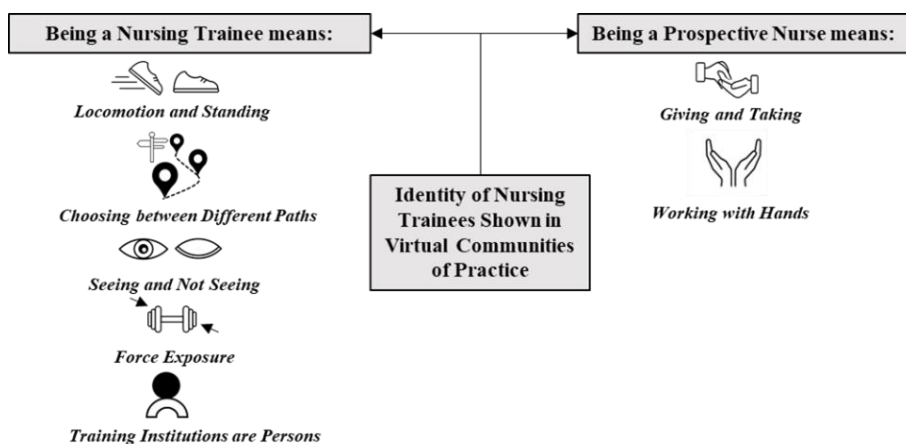 Being a Nursing Trainee means:
Locomotion and Standing
Choosing between Different Paths
Seeing and Not Seeing
Force Exposure
Training Institutions are Persons
Identity of Nursing
Trainees Shown in
Virtual Communities
of Practice
Being a Prospective Nurse means:
Giving and Taking
Working with Hands